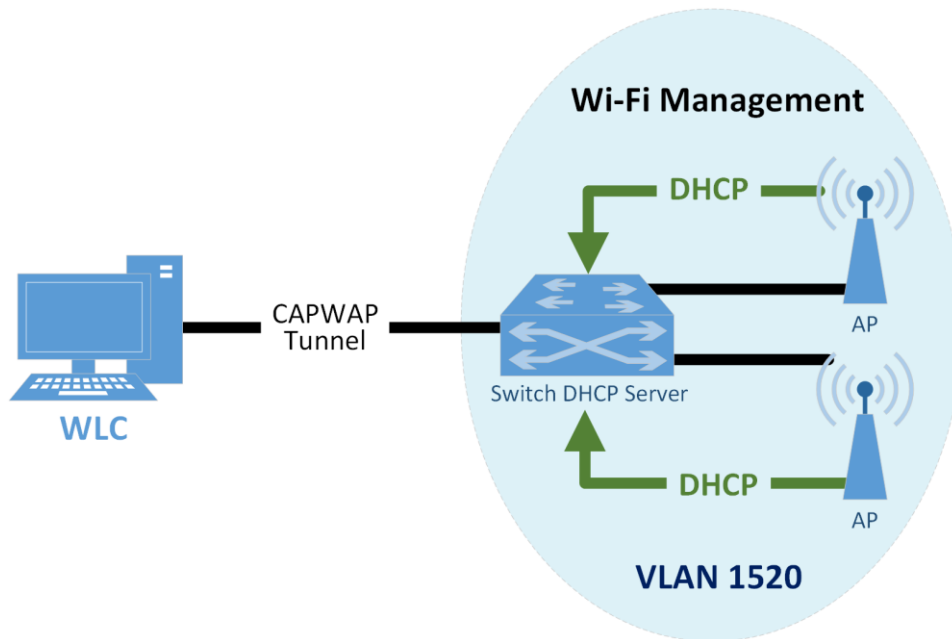 Wi-Fi Management
DHCP
CAPWAP
Tunnel
AP
Switch DHCP Server
WLC
DHCP
AP
VLAN 1520